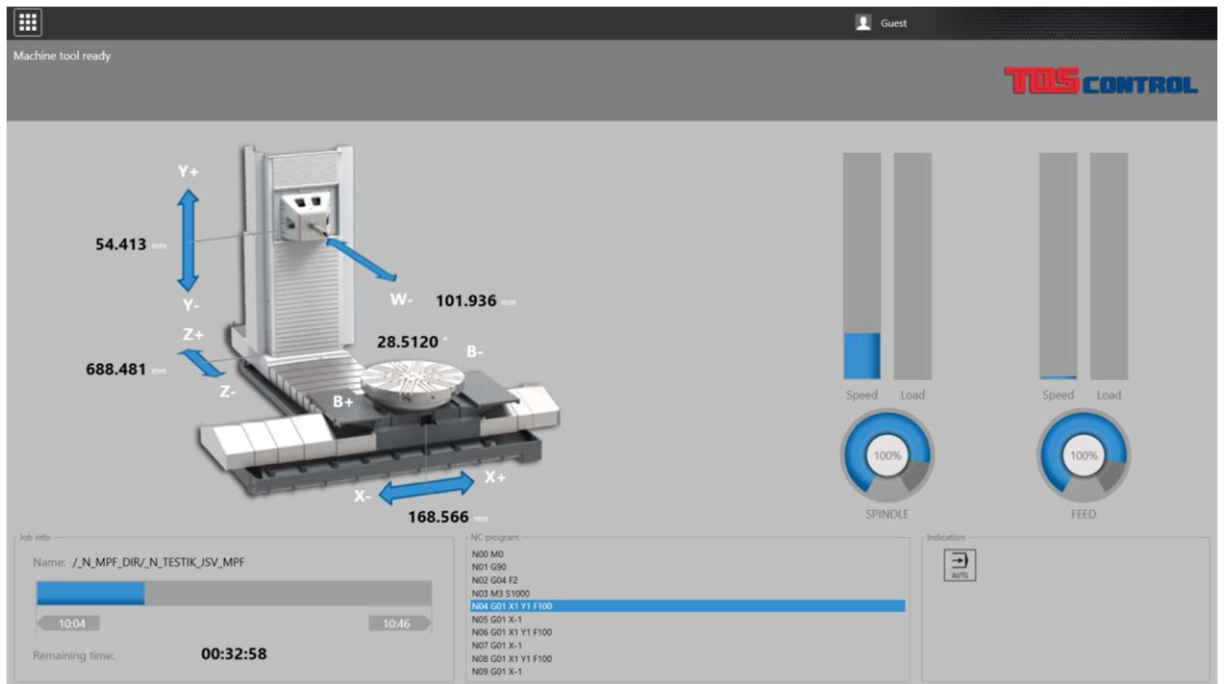 Guest
Machine tool ready
TOS CONTROL
Y+
54.413 mm
Y-
W- 101.936 mm
Z+
28.5120 °
B-
688.481 mm
Z-
B+
X+
X-
168.566 mm
Speed Load
Speed Load
100%
100%
SPINDLE
FEED
Job info
Name: /_N_MPF_DIR/_N_TESTIK_JSV_MPF
10:04
10:46
Remaining time: 00:32:58
NC program
N00 M0
N01 G90
N02 G04 F2
N03 M3 S1000
N04 G01 X1 Y1 F100
N05 G01 X-1
N06 G01 X1 Y1 F100
N07 G01 X-1
N08 G01 X1 Y1 F100
N09 G01 X-1
Indication
AUTO